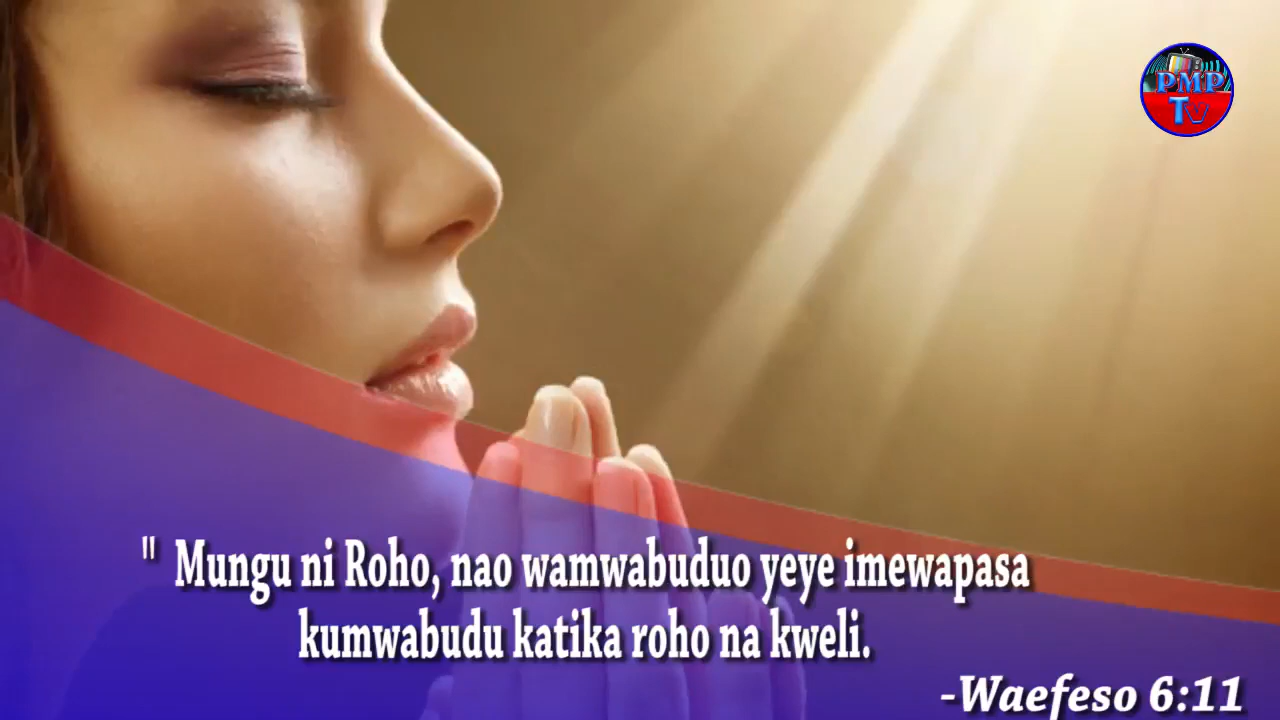 PMP
TV
" Mungu ni Roho, nao wamwabuduo yeye imewapasa
kumwabudu katika roho na kweli.
-Waefeso 6:11